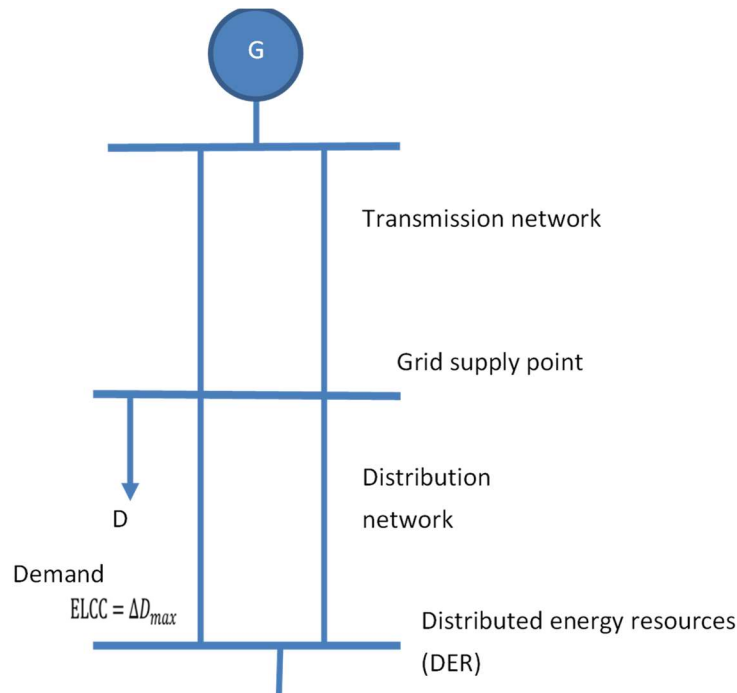 G
Transmission network
Grid supply point
Distribution
network
D
Demand
ELCC = ΔD_max
Distributed energy resources
(DER)